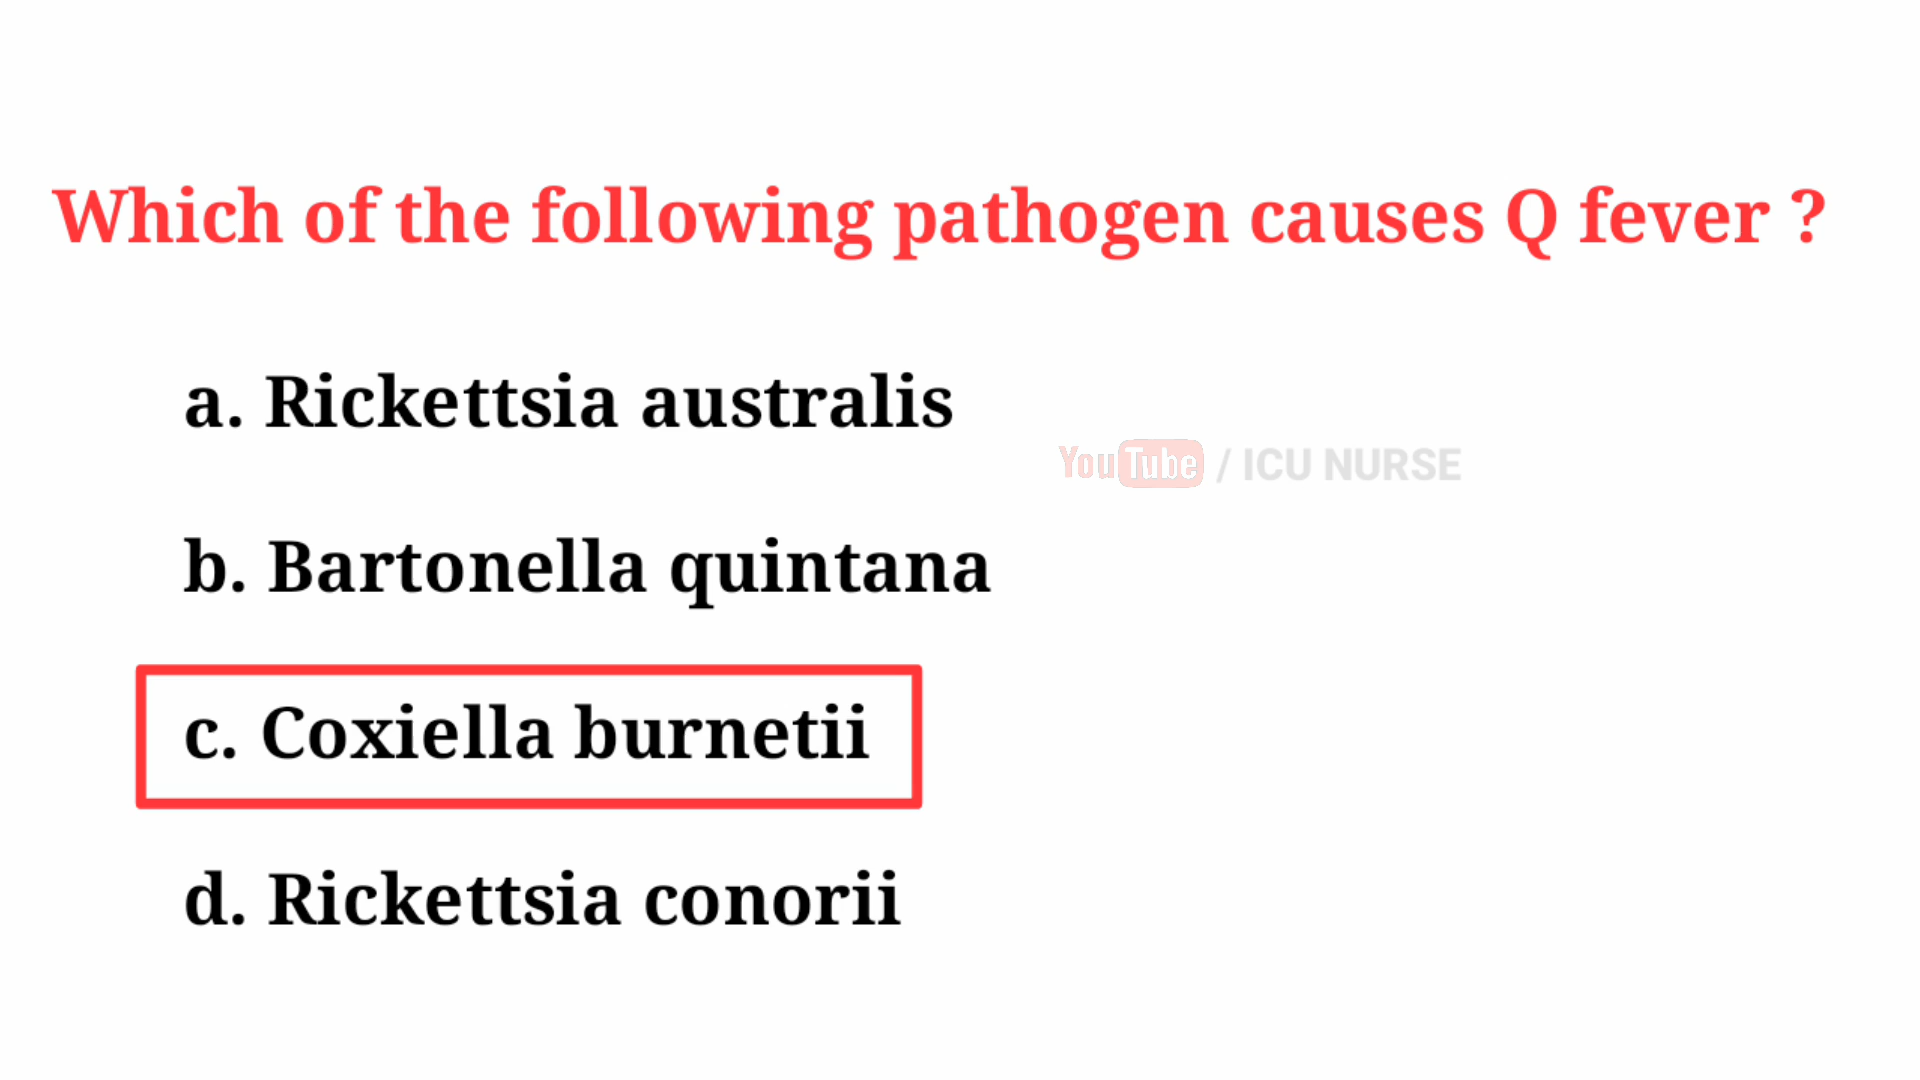 Which of the following pathogen causes Q fever ?
a. Rickettsia australis
YouTube / ICU NURSE
b. Bartonella quintana
c. Coxiella burnetii
d. Rickettsia conorii